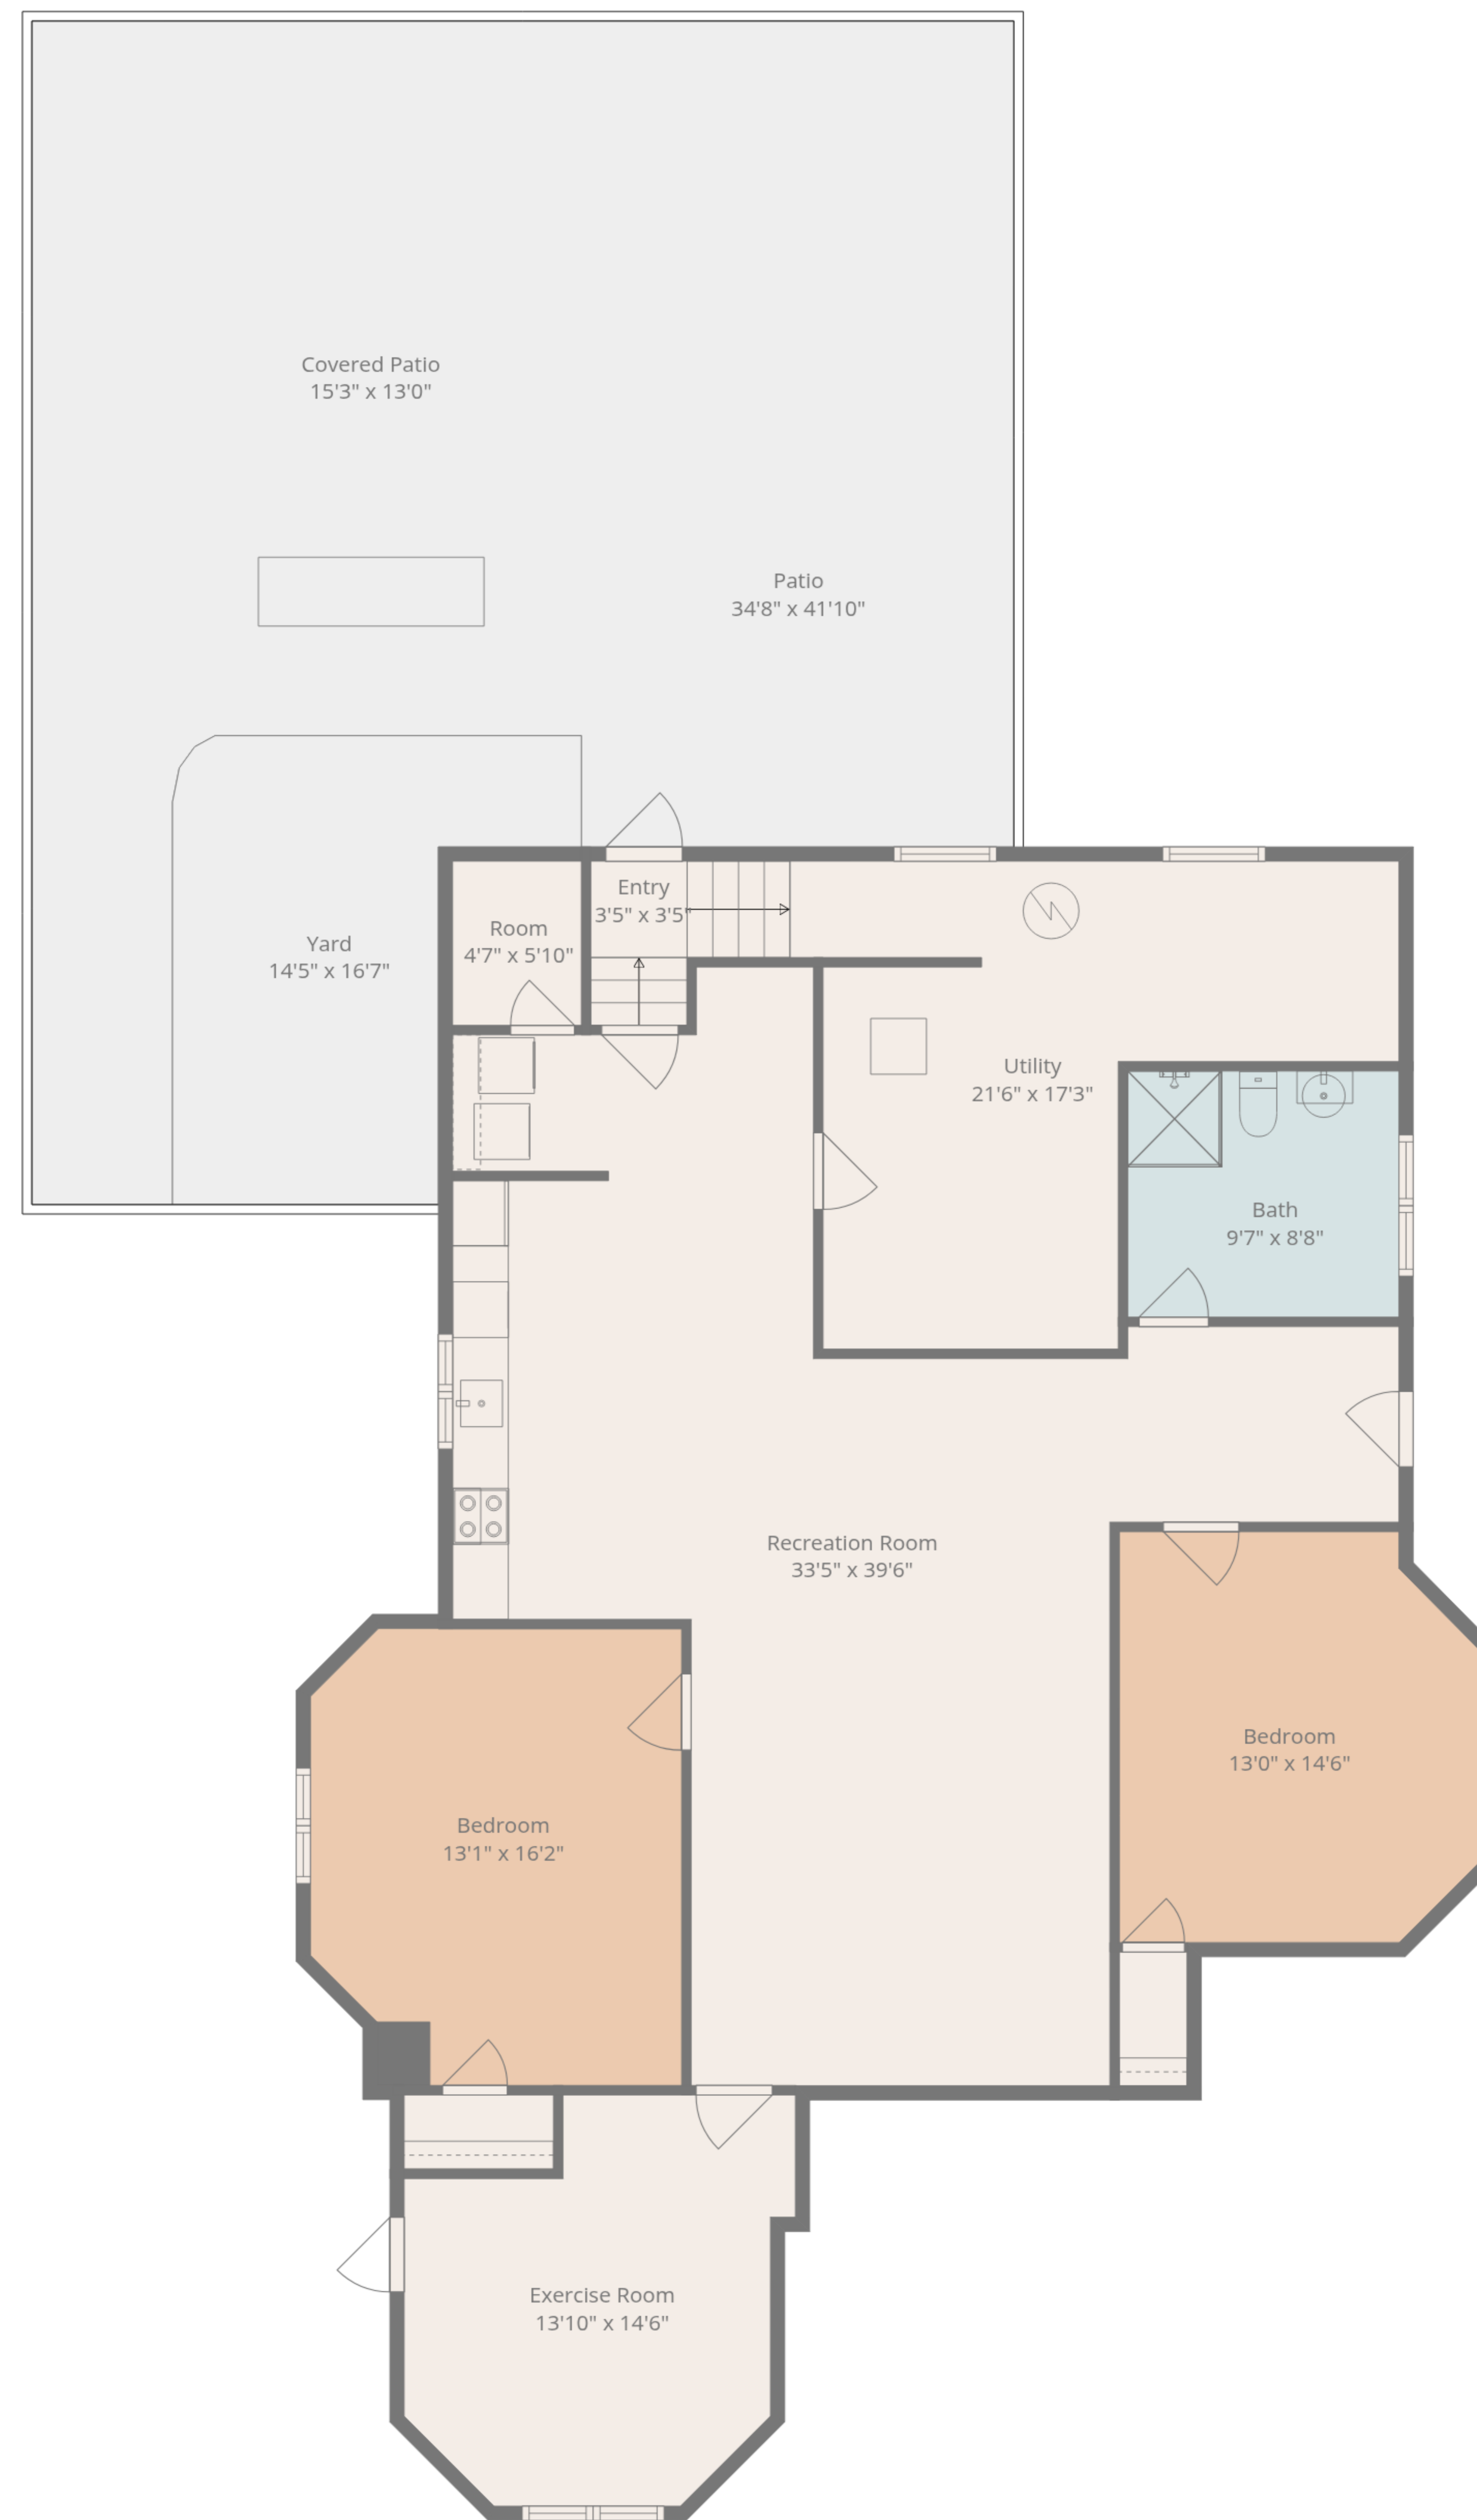 Covered Patio
15'3" x 13'0"
Patio
34'8" x 41'10"
Entry
3'5" x 3'5"
Room
4'7" x 5'10"
Yard
14'5" x 16'7"
Utility
21'6" x 17'3"
Bath
9'7" x 8'8"
Recreation Room
33'5" x 39'6"
Bedroom
13'0" x 14'6"
Bedroom
13'1" x 16'2"
Exercise Room
13'10" x 14'6"